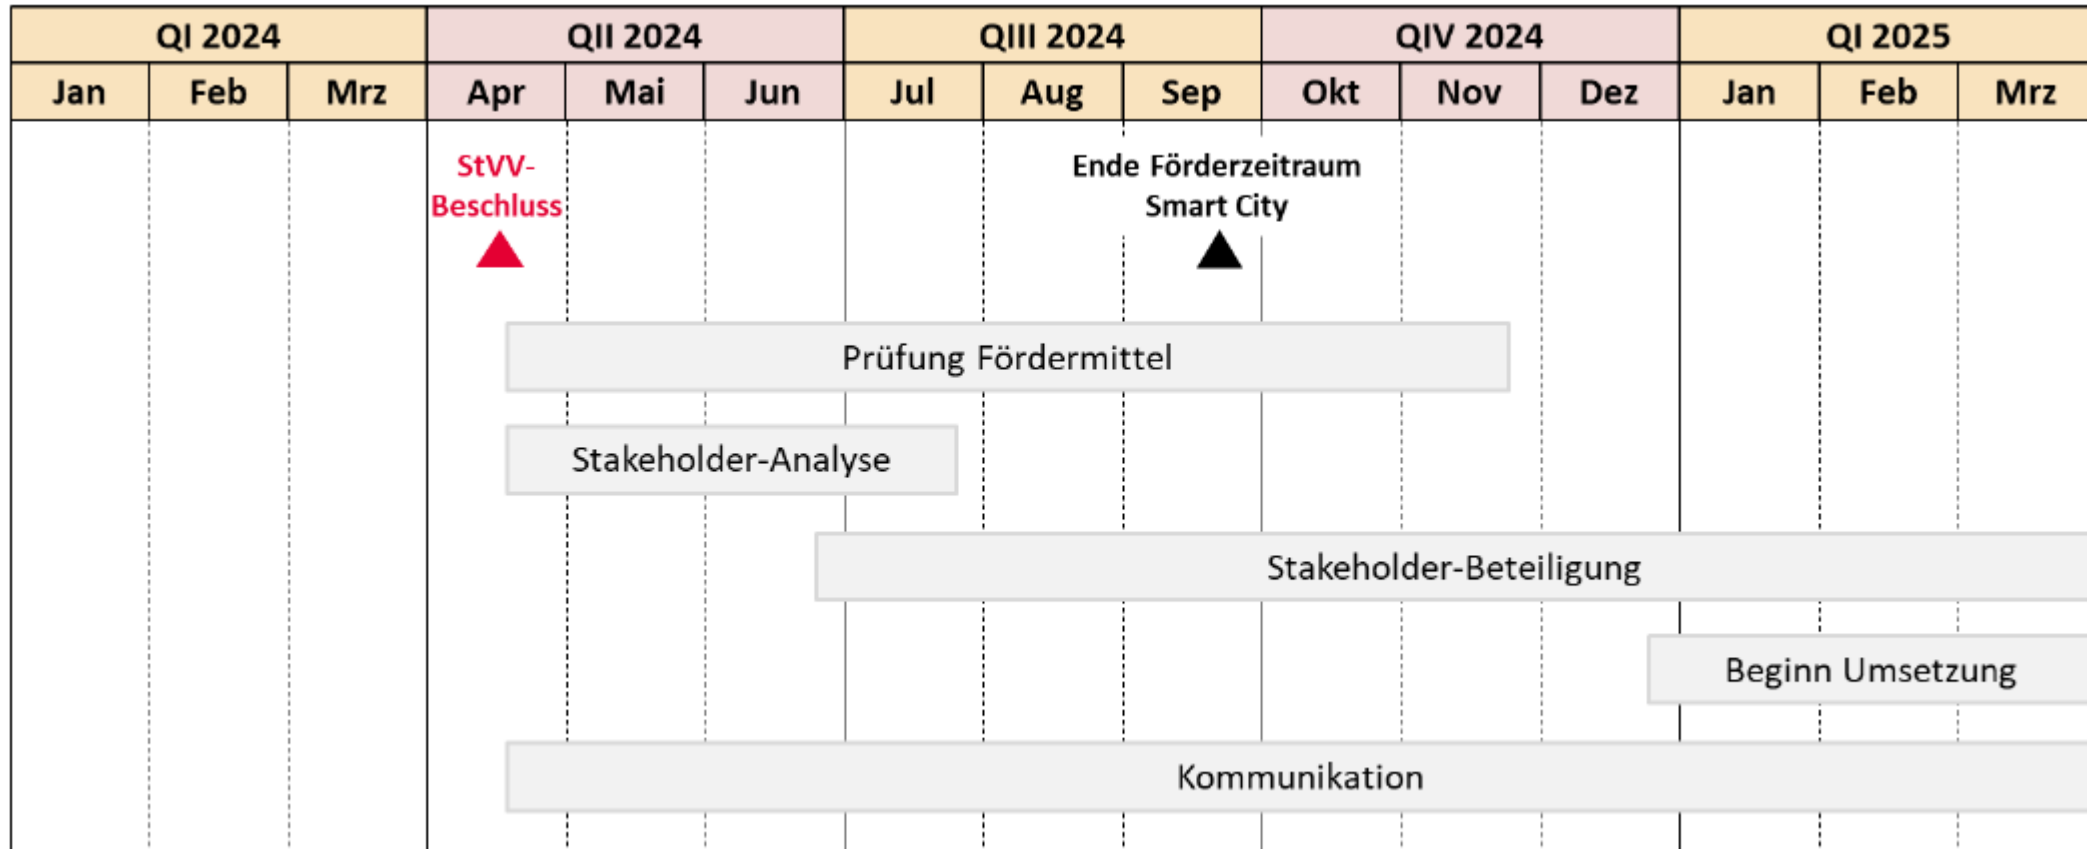 QI 2024 QII 2024 QIII 2024 QIV 2024 QI 2025
Jan Feb Mrz Apr Mai Jun Jul Aug Sep Okt Nov Dez Jan Feb Mrz
StVV-
Beschluss
Ende Förderzeitraum
Smart City
Prüfung Fördermittel
Stakeholder-Analyse
Stakeholder-Beteiligung
Beginn Umsetzung
Kommunikation